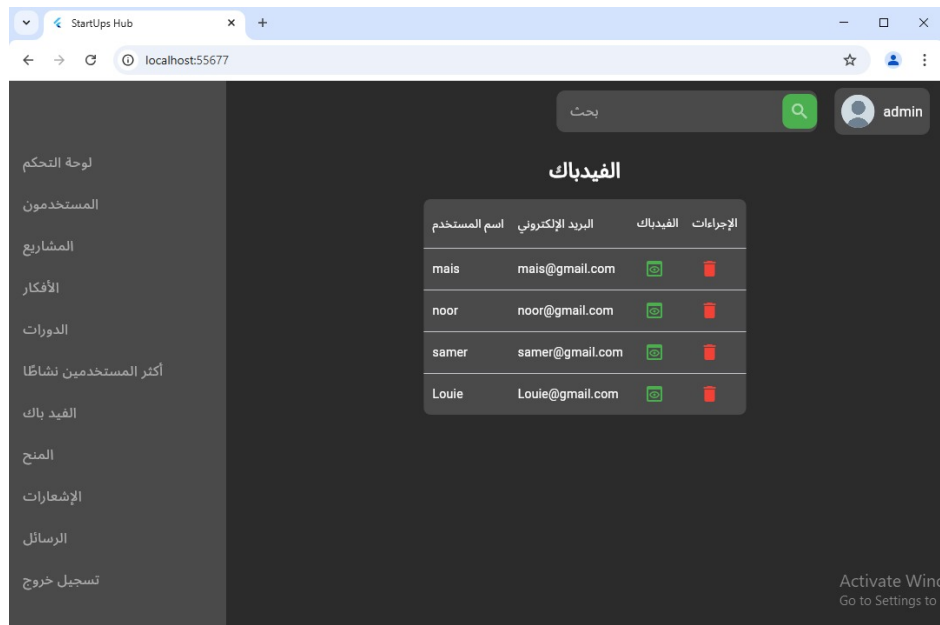 StartUps Hub
localhost:55677
بحث
admin
لوحة التحكم
المستخدمون
المشاريع
الأفكار
الدورات
أكثر المستخدمين نشاطًا
الفيد باك
المنح
الإشعارات
الرسائل
تسجيل خروج
الفيدباك
اسم المستخدم البريد الإلكتروني الفيدباك الإجراءات
mais mais@gmail.com
noor noor@gmail.com
samer samer@gmail.com
Louie Louie@gmail.com
Activate
Go to Settings to